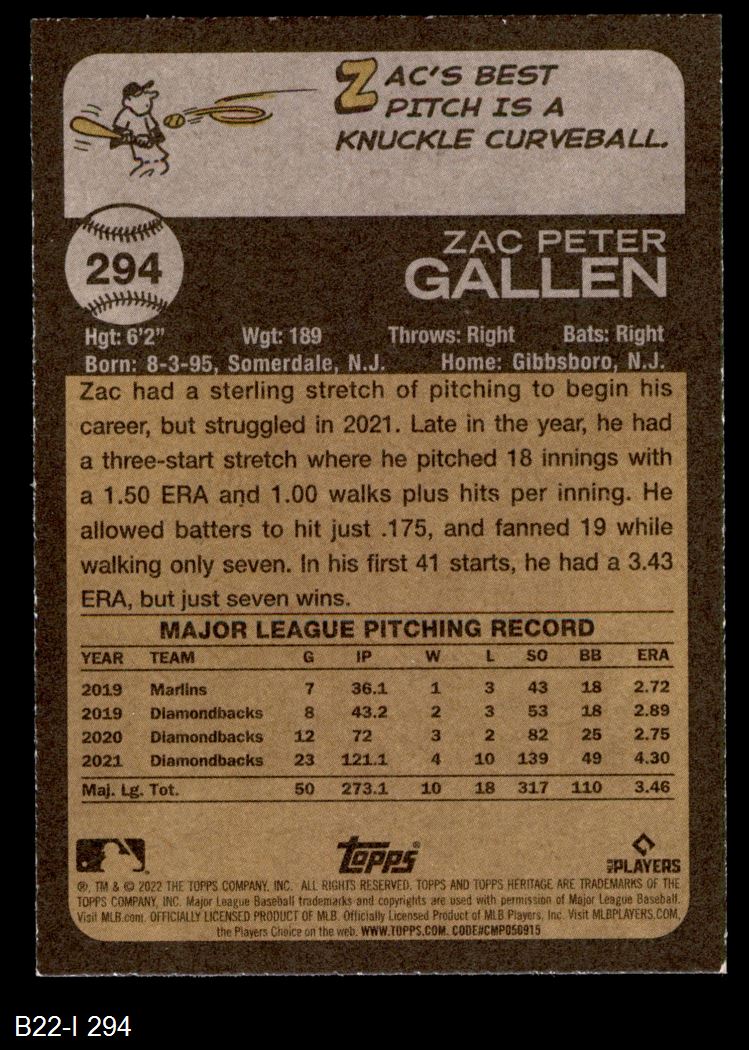 ZAC'S BEST
PITCH IS A
KNUCKLE CURVEBALL.
294
ZAC PETER
GALLEN
Hgt: 6'2" Wgt: 189 Throws: Right Bats: Right
Born: 8-3-95, Somerdale, N.J. Home: Gibbsboro, N.J.
Zac had a sterling stretch of pitching to begin his
career, but struggled in 2021. Late in the year, he had
a three-start stretch where he pitched 18 innings with
a 1.50 ERA and 1.00 walks plus hits per inning. He
allowed batters to hit just .175, and fanned 19 while
walking only seven. In his first 41 starts, he had a 3.43
ERA, but just seven wins.
MAJOR LEAGUE PITCHING RECORD
YEAR TEAM G IP W L SO BB ERA
2019 Marlins 7 36.1 1 3 43 18 2.72
2019 Diamondbacks 8 43.2 2 3 53 18 2.89
2020 Diamondbacks 12 72 3 2 82 25 2.75
2021 Diamondbacks 23 121.1 4 10 139 49 4.30
Maj. Lg. Tot. 50 273.1 10 18 317 110 3.46
Topps®
MLB PLAYERS
®, TM & © 2022 THE TOPPS COMPANY, INC. ALL RIGHTS RESERVED. TOPPS AND TOPPS HERITAGE ARE TRADEMARKS OF THE
TOPPS COMPANY, INC. Major League Baseball trademarks and copyrights are used with permission of Major League Baseball.
Visit MLB.com. OFFICIALLY LICENSED PRODUCT OF MLB. Officially Licensed Product of MLB Players, Inc. Visit MLBPLAYERS.COM,
the Players Choice on the web. WWW.TOPPS.COM. CODE#CMP050915
B22-I 294